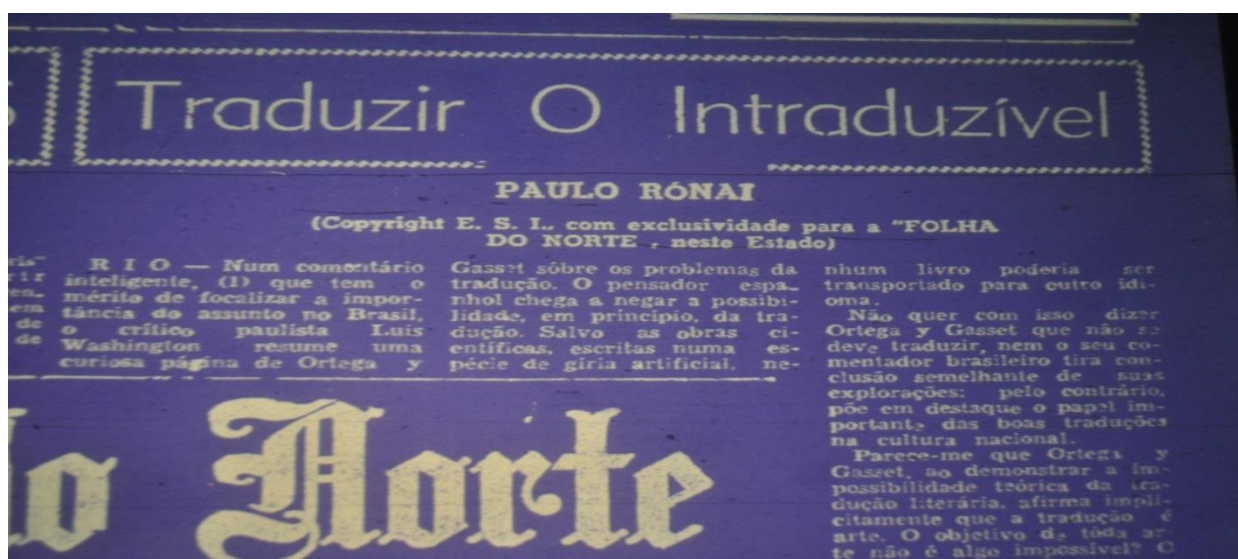 Traduzir O Intraduzível
PAULO RÓNAI
(Copyright E. S. I., com exclusividade para a "FOLHA
DO NORTE , neste Estado)
RIO — Num comentário
inteligente, (1) que tem o
mérito de focalizar a impor-
tância do assunto no Brasil,
o crítico paulista Luis
Washington resume uma
curiosa página de Ortega y
Gasset sôbre os problemas da
tradução. O pensador espa-
nhol chega a negar a possibi-
lidade, em princípio, da tra-
dução. Salvo as obras ci-
entíficas, escritas numa es-
pécie de gíria artificial, ne-
nhum livro poderia ser
transportado para outro idi-
oma.
Não quer com isso dizer
Ortega y Gasset que não se
deve traduzir, nem o seu co-
mentador brasileiro tira con-
clusão semelhante de suas
explorações: pelo contrário,
põe em destaque o papel im-
portante das boas traduções
na cultura nacional.
Parece-me que Ortega y
Gasset, ao demonstrar a im-
possibilidade teórica da tra-
dução literária, afirma impli-
citamente que a tradução é
arte. O objetivo de tôda ar-
te não é algo impossível? O
de
de
o Norte